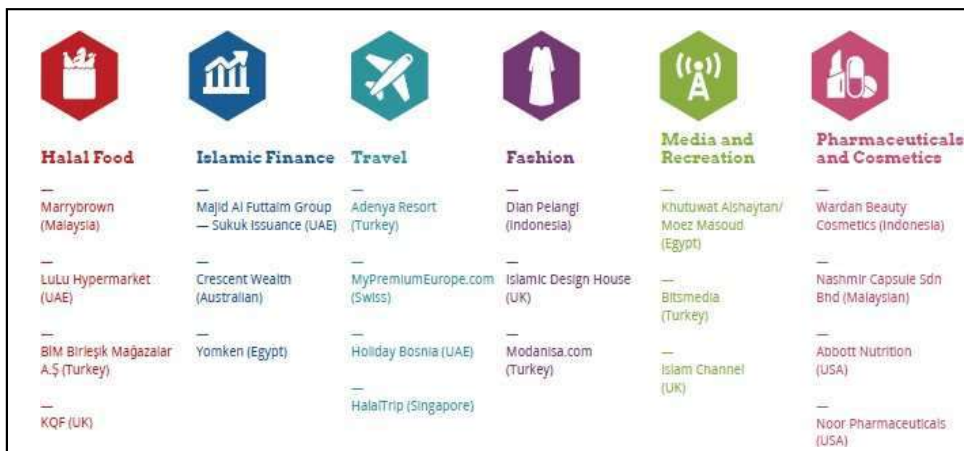 Halal Food
—
Marrybrown
(Malaysia)
—
LuLu Hypermarket
(UAE)
—
BİM Birleşik Mağazalar
A.Ş (Turkey)
—
KQF (UK)
Islamic Finance
—
Majid Al Futtaim Group
— Sukuk Issuance (UAE)
—
Crescent Wealth
(Australian)
—
Yomken (Egypt)
Travel
—
Adenya Resort
(Turkey)
—
MyPremiumEurope.com
(Swiss)
—
Holiday Bosnia (UAE)
—
HalalTrip (Singapore)
Fashion
—
Dian Pelangi
(Indonesia)
—
Islamic Design House
(UK)
—
Modanisa.com
(Turkey)
Media and
Recreation
—
Khutuwat Alshaytan/
Moez Masoud
(Egypt)
—
Bitsmedia
(Turkey)
—
Islam Channel
(UK)
Pharmaceuticals
and Cosmetics
—
Wardah Beauty
Cosmetics (Indonesia)
—
Nashmir Capsule Sdn
Bhd (Malaysian)
—
Abbott Nutrition
(USA)
—
Noor Pharmaceuticals
(USA)